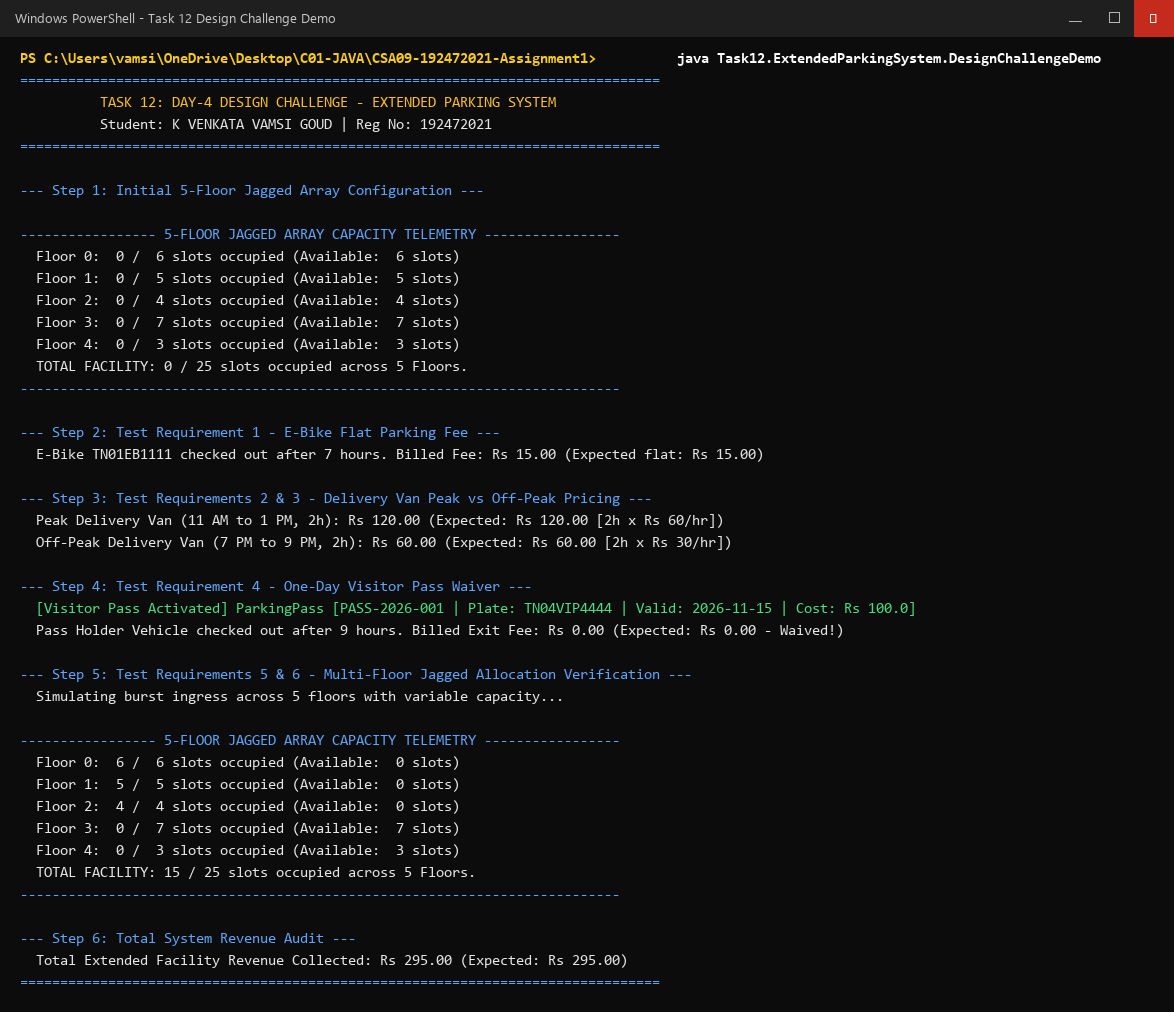 Windows PowerShell - Task 12 Design Challenge Demo
PS C:\Users\vamsi\OneDrive\Desktop\C01-JAVA\CSA09-192472021-Assignment1> java Task12.ExtendedParkingSystem.DesignChallengeDemo
================================================================================
TASK 12: DAY-4 DESIGN CHALLENGE - EXTENDED PARKING SYSTEM
Student: K VENKATA VAMSI GOUD | Reg No: 192472021
================================================================================
--- Step 1: Initial 5-Floor Jagged Array Configuration ---
----------------- 5-FLOOR JAGGED ARRAY CAPACITY TELEMETRY -----------------
Floor 0:  0 /  6 slots occupied (Available:  6 slots)
Floor 1:  0 /  5 slots occupied (Available:  5 slots)
Floor 2:  0 /  4 slots occupied (Available:  4 slots)
Floor 3:  0 /  7 slots occupied (Available:  7 slots)
Floor 4:  0 /  3 slots occupied (Available:  3 slots)
TOTAL FACILITY: 0 / 25 slots occupied across 5 Floors.
---------------------------------------------------------------------------
--- Step 2: Test Requirement 1 - E-Bike Flat Parking Fee ---
E-Bike TN01EB1111 checked out after 7 hours. Billed Fee: Rs 15.00 (Expected flat: Rs 15.00)
--- Step 3: Test Requirements 2 & 3 - Delivery Van Peak vs Off-Peak Pricing ---
Peak Delivery Van (11 AM to 1 PM, 2h): Rs 120.00 (Expected: Rs 120.00 [2h x Rs 60/hr])
Off-Peak Delivery Van (7 PM to 9 PM, 2h): Rs 60.00 (Expected: Rs 60.00 [2h x Rs 30/hr])
--- Step 4: Test Requirement 4 - One-Day Visitor Pass Waiver ---
[Visitor Pass Activated] ParkingPass [PASS-2026-001 | Plate: TN04VIP4444 | Valid: 2026-11-15 | Cost: Rs 100.0]
Pass Holder Vehicle checked out after 9 hours. Billed Exit Fee: Rs 0.00 (Expected: Rs 0.00 - Waived!)
--- Step 5: Test Requirements 5 & 6 - Multi-Floor Jagged Allocation Verification ---
Simulating burst ingress across 5 floors with variable capacity...
----------------- 5-FLOOR JAGGED ARRAY CAPACITY TELEMETRY -----------------
Floor 0:  6 /  6 slots occupied (Available:  0 slots)
Floor 1:  5 /  5 slots occupied (Available:  0 slots)
Floor 2:  4 /  4 slots occupied (Available:  0 slots)
Floor 3:  0 /  7 slots occupied (Available:  7 slots)
Floor 4:  0 /  3 slots occupied (Available:  3 slots)
TOTAL FACILITY: 15 / 25 slots occupied across 5 Floors.
---------------------------------------------------------------------------
--- Step 6: Total System Revenue Audit ---
Total Extended Facility Revenue Collected: Rs 295.00 (Expected: Rs 295.00)
================================================================================